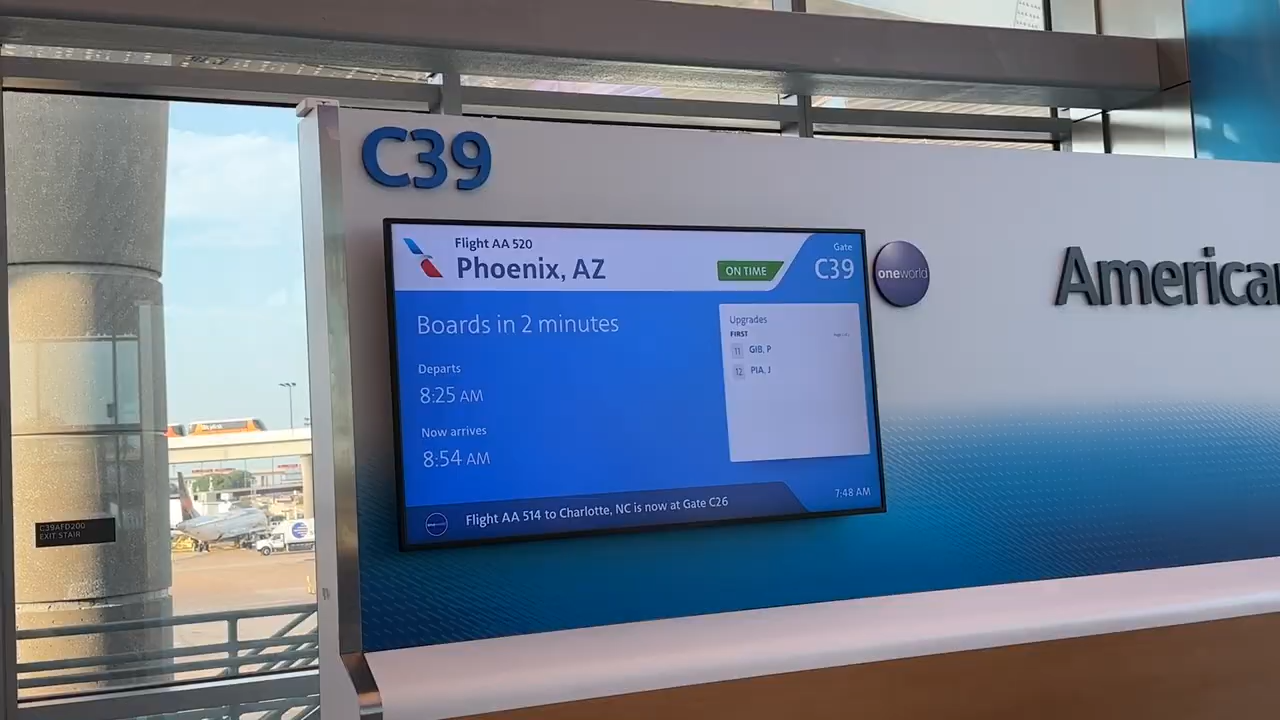 C39
Flight AA 520
Phoenix, AZ
ON TIME
Gate
C39
Boards in 2 minutes
Departs
8:25 AM
Now arrives
8:54 AM
Upgrades
FIRST
11 GIB, P
12 PIA, J
Flight AA 514 to Charlotte, NC is now at Gate C26
7:48 AM
oneworld
America
C39AFD200
EXIT STAIR